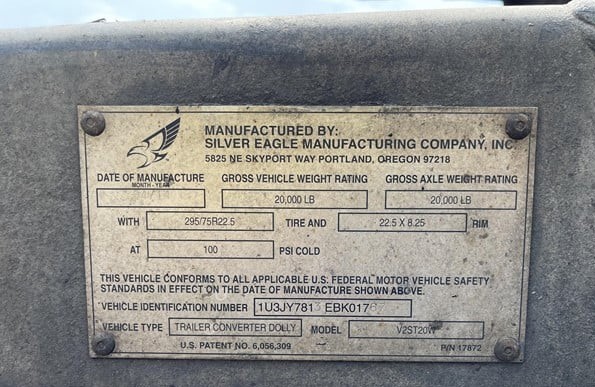 MANUFACTURED BY:
SILVER EAGLE MANUFACTURING COMPANY, INC.
5825 NE SKYPORT WAY PORTLAND, OREGON 97218
DATE OF MANUFACTURE GROSS VEHICLE WEIGHT RATING GROSS AXLE WEIGHT RATING
MONTH - YEAR
20,000 LB 20,000 LB
WITH 295/75R22.5 TIRE AND 22.5 X 8.25 RIM
AT 100 PSI COLD
THIS VEHICLE CONFORMS TO ALL APPLICABLE U.S. FEDERAL MOTOR VEHICLE SAFETY
STANDARDS IN EFFECT ON THE DATE OF MANUFACTURE SHOWN ABOVE.
VEHICLE IDENTIFICATION NUMBER
VEHICLE TYPE TRAILER CONVERTER DOLLY MODEL V2ST20W
U.S. PATENT NO. 6,056,309 P/N 17872